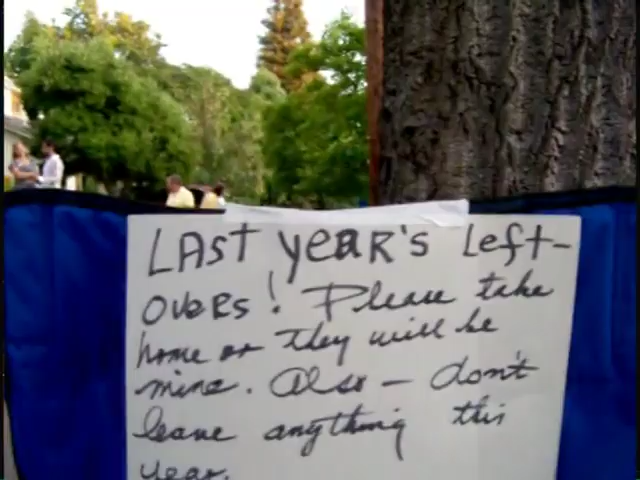 LAST YEAR'S Left-
OVERS! Please take
home or they will be
mine. Also – don't
leave anything this
year.